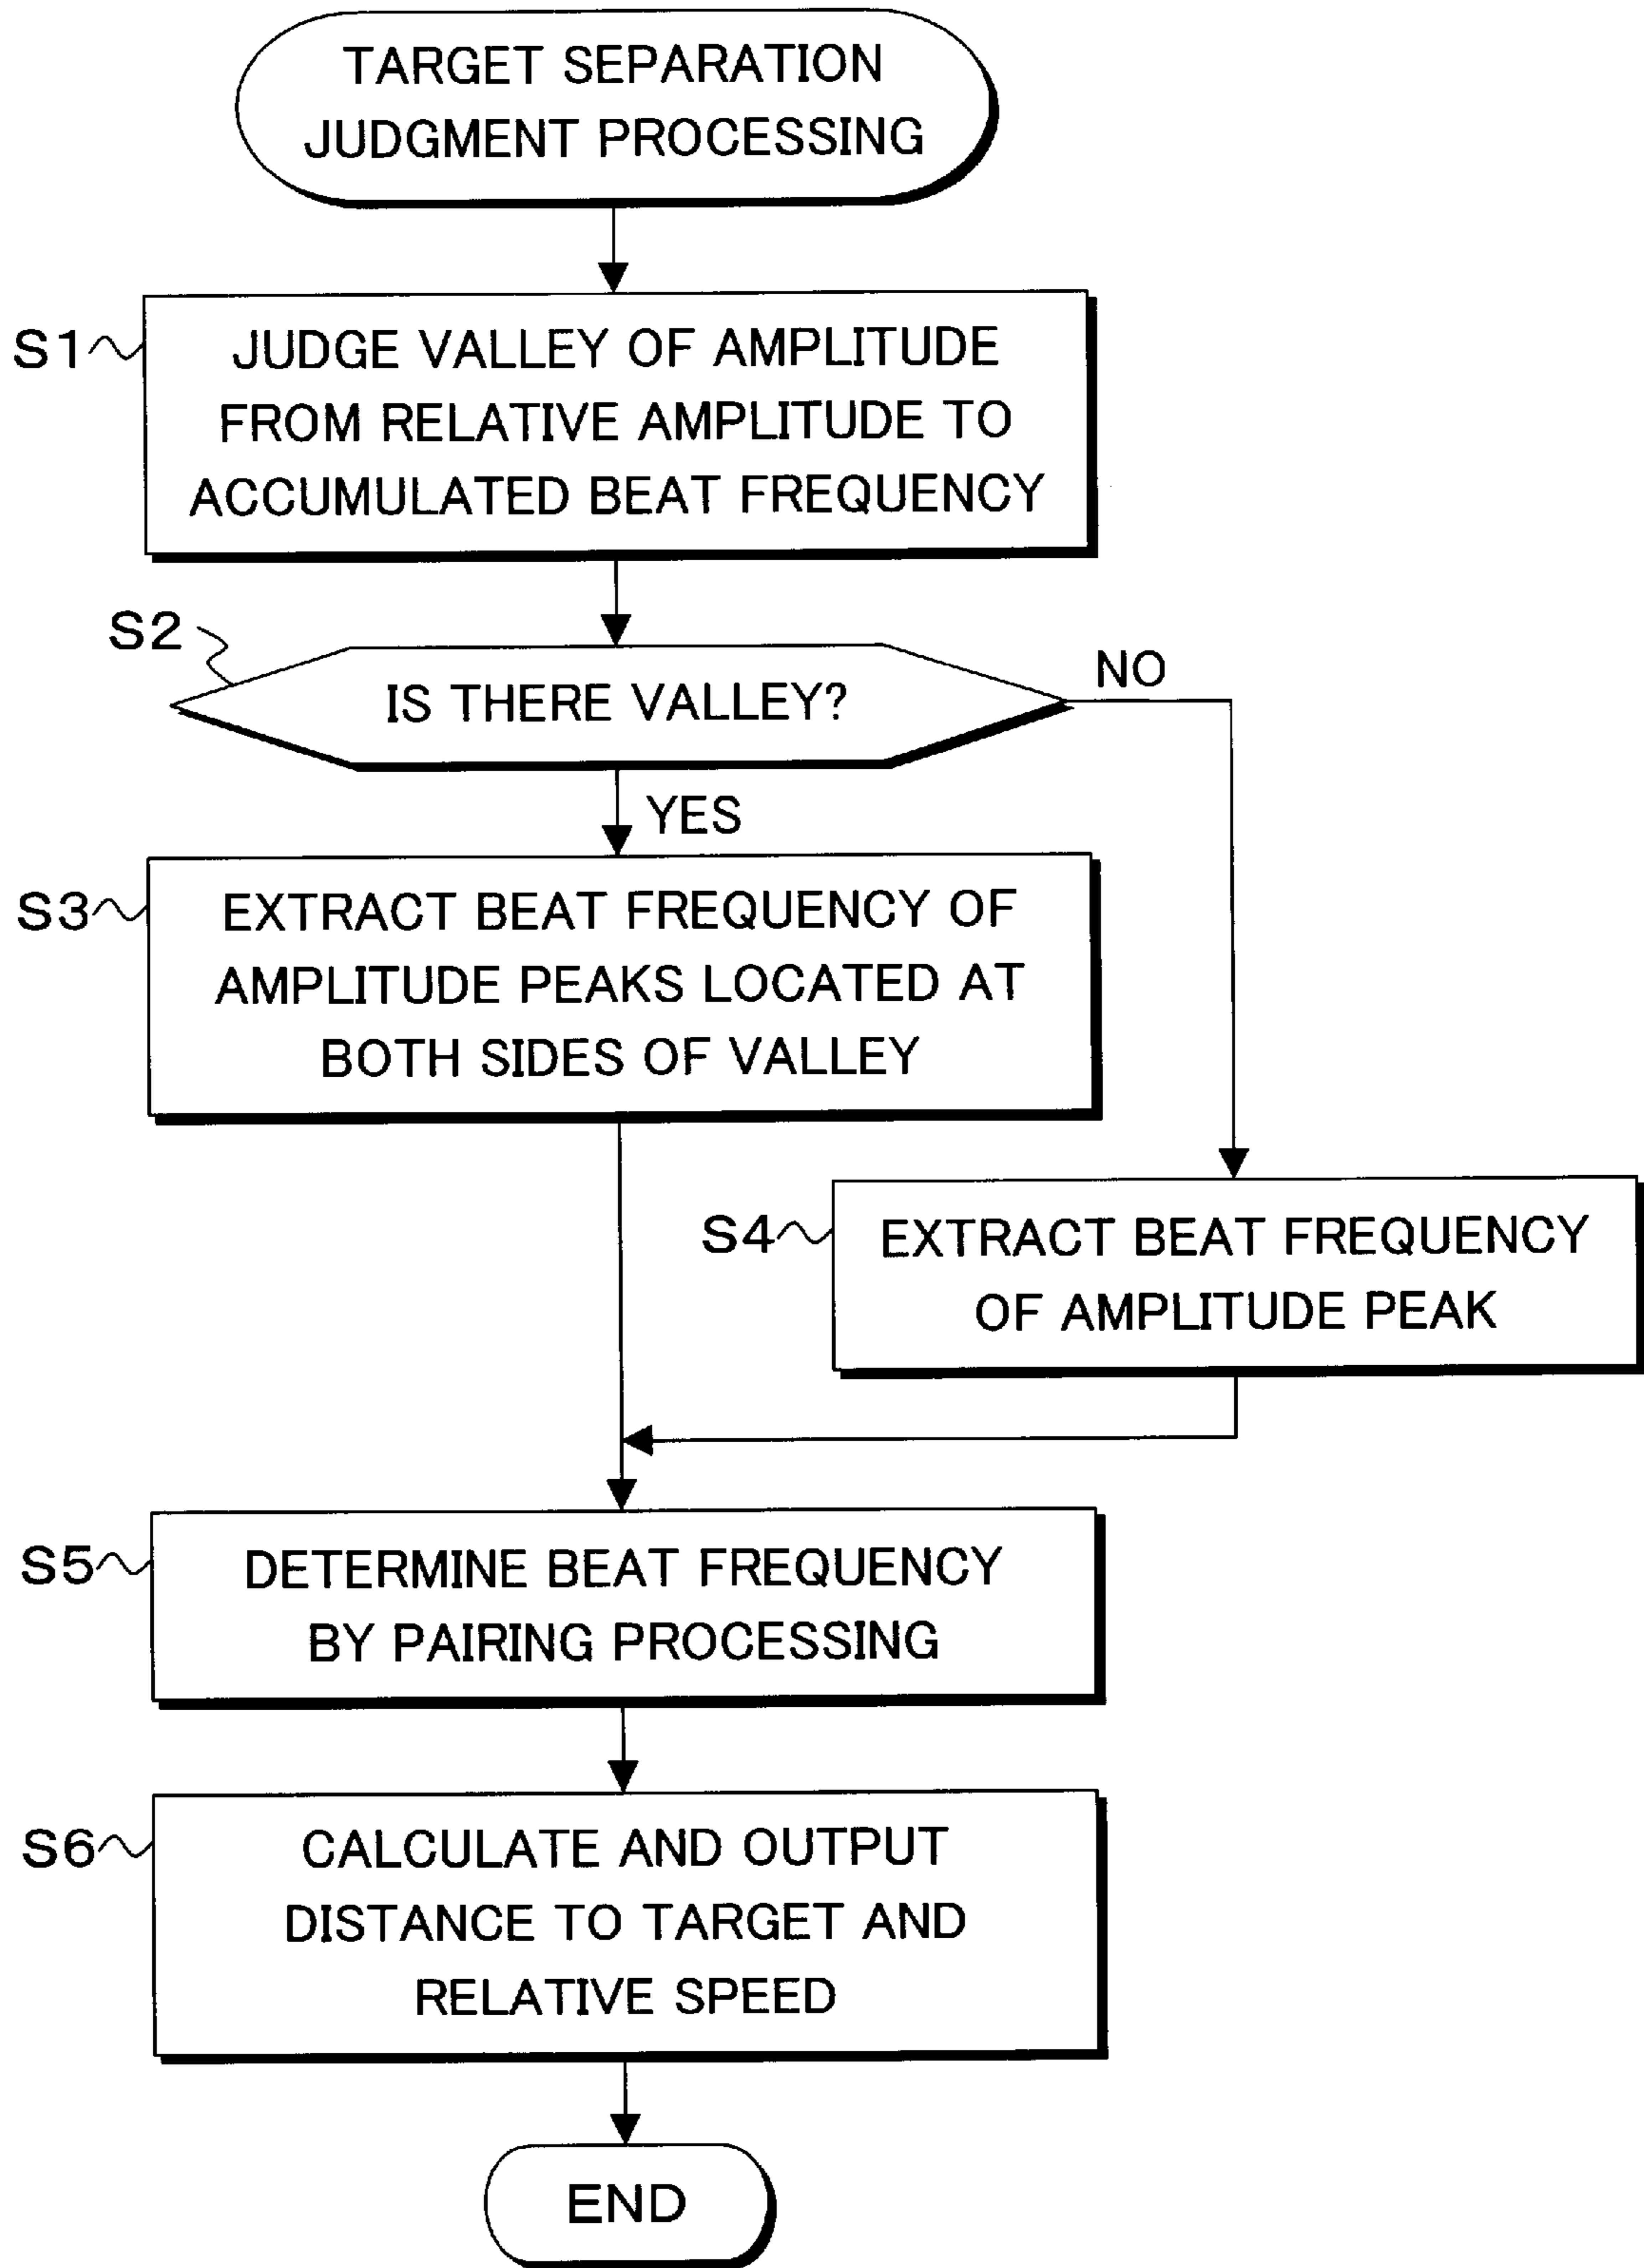 TARGET SEPARATION
JUDGMENT PROCESSING
S1
JUDGE VALLEY OF AMPLITUDE
FROM RELATIVE AMPLITUDE TO
ACCUMULATED BEAT FREQUENCY
S2
IS THERE VALLEY?
NO
YES
S3
EXTRACT BEAT FREQUENCY OF
AMPLITUDE PEAKS LOCATED AT
BOTH SIDES OF VALLEY
S4
EXTRACT BEAT FREQUENCY
OF AMPLITUDE PEAK
S5
DETERMINE BEAT FREQUENCY
BY PAIRING PROCESSING
S6
CALCULATE AND OUTPUT
DISTANCE TO TARGET AND
RELATIVE SPEED
END